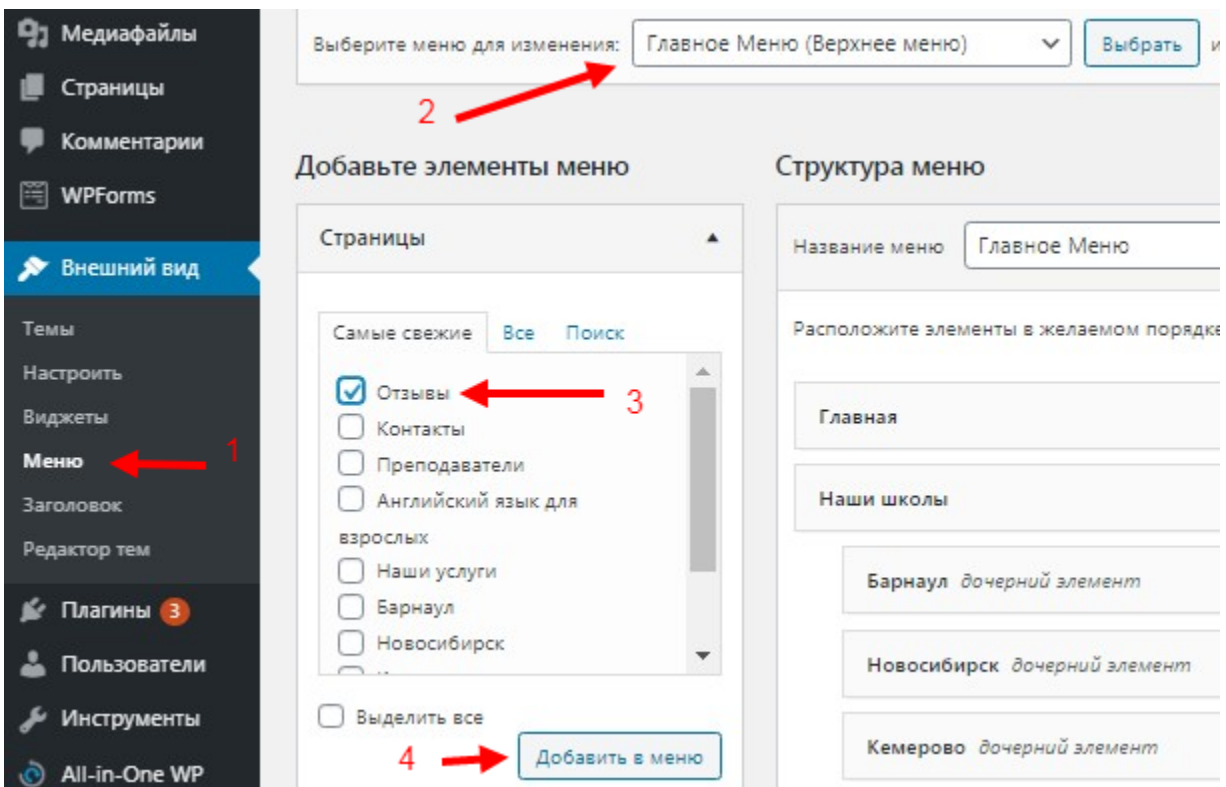 Медиафайлы
Страницы
Комментарии
WPForms
Внешний вид
Темы
Настроить
Виджеты
Меню
1
Заголовок
Редактор тем
Плагины 3
Пользователи
Инструменты
All-in-One WP
Выберите меню для изменения: Главное Меню (Верхнее меню) Выбрать и
2
Добавьте элементы меню
Страницы
Самые свежие Все Поиск
Отзывы
3
Контакты
Преподаватели
Английский язык для
взрослых
Наши услуги
Барнаул
Новосибирск
Выделить все
4
Добавить в меню
Структура меню
Название меню Главное Меню
Расположите элементы в желаемом порядке
Главная
Наши школы
Барнаул дочерний элемент
Новосибирск дочерний элемент
Кемерово дочерний элемент